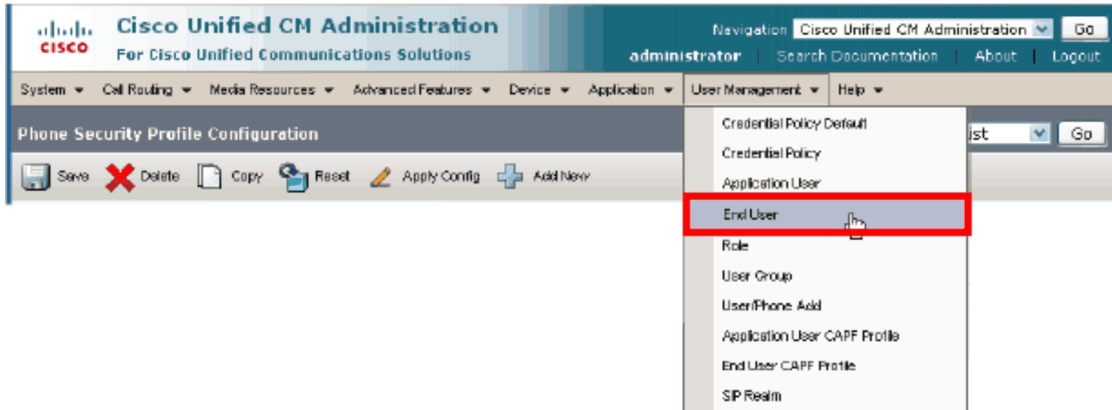 CISCO
Cisco Unified CM Administration
For Cisco Unified Communications Solutions
Navigation Cisco Unified CM Administration Go
administrator | Search Documentation | About | Logout
System Call Routing Media Resources Advanced Features Device Application User Management Help
Phone Security Profile Configuration
ist Go
Save Delete Copy Reset Apply Config Add New
Credential Policy Default
Credential Policy
Application User
End User
Role
User Group
User/Phone Add
Application User CAPF Profile
End User CAPF Profile
SIP Realm